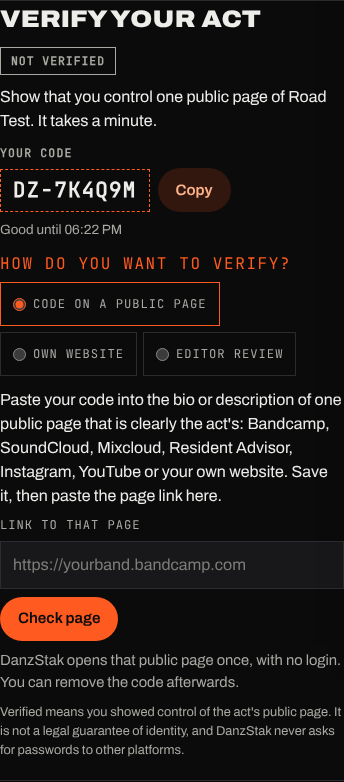 VERIFY YOUR ACT
NOT VERIFIED
Show that you control one public page of Road
Test. It takes a minute.
YOUR CODE
DZ-7K4Q9M
Copy
Good until 06:22 PM
HOW DO YOU WANT TO VERIFY?
CODE ON A PUBLIC PAGE
OWN WEBSITE
EDITOR REVIEW
Paste your code into the bio or description of one
public page that is clearly the act's: Bandcamp,
SoundCloud, Mixcloud, Resident Advisor,
Instagram, YouTube or your own website. Save
it, then paste the page link here.
LINK TO THAT PAGE
https://yourband.bandcamp.com
Check page
DanzStak opens that public page once, with no login.
You can remove the code afterwards.
Verified means you showed control of the act's public page. It
is not a legal guarantee of identity, and DanzStak never asks
for passwords to other platforms.